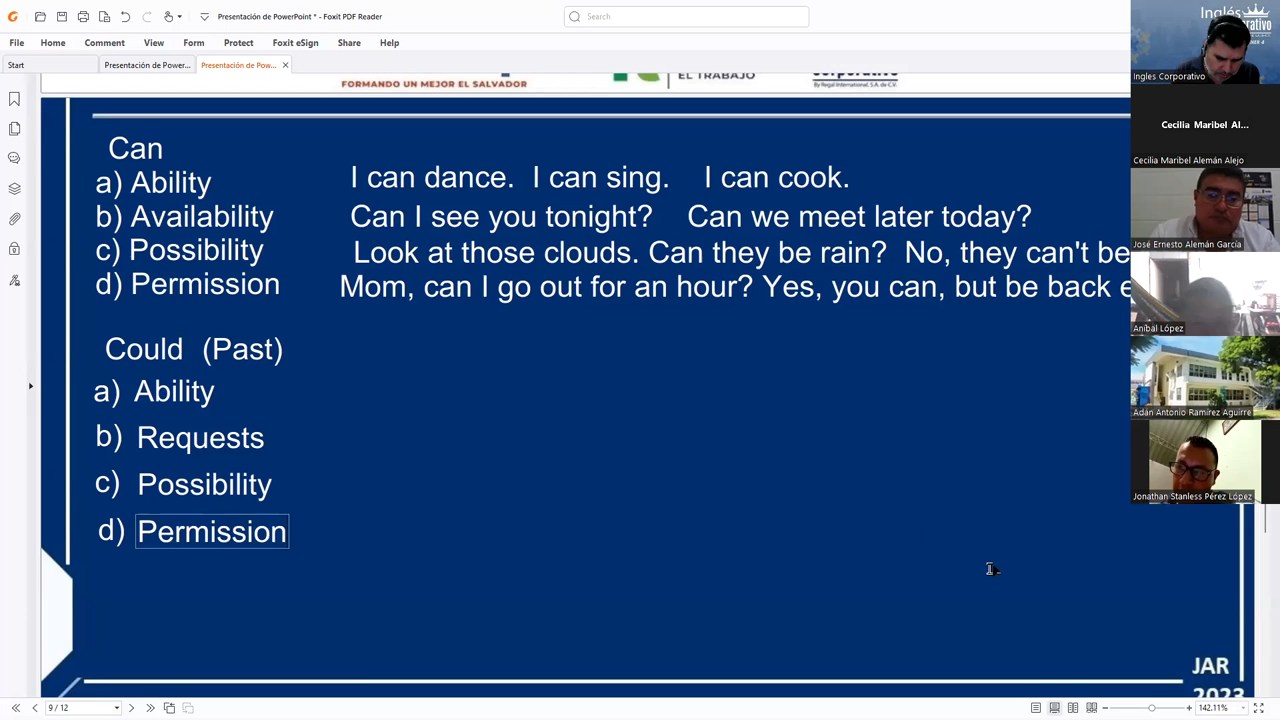 Presentación de PowerPoint * - Foxit PDF Reader
Search
File Home Comment View Form Protect Foxit eSign Share Help
Start
Presentación de Power...
Presentación de Pow...
FORMANDO UN MEJOR EL SALVADOR
EL TRABAJO
By Regal International, S.A. de C.V.
Can
a) Ability
I can dance. I can sing. I can cook.
b) Availability
Can I see you tonight? Can we meet later today?
c) Possibility
Look at those clouds. Can they be rain? No, they can't be
d) Permission
Mom, can I go out for an hour? Yes, you can, but be back e
Could (Past)
a) Ability
b) Requests
c) Possibility
d) Permission
JAR
2023
Inglés
Ingles Corporativo
Cecilia Maribel Al...
Cecilia Maribel Alemán Alejo
José Ernesto Alemán García
Aníbal López
Adán Antonio Ramírez Aguirre
Jonathan Stanless Pérez López
9 / 12
142.11%